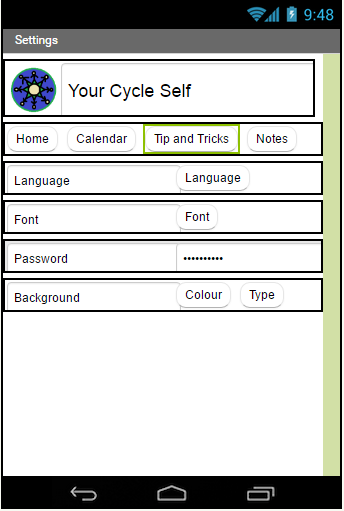 9:48
Settings
Your Cycle Self
Home Calendar Tip and Tricks Notes
Language Language
Font Font
Password ••••••••••
Background Colour Type